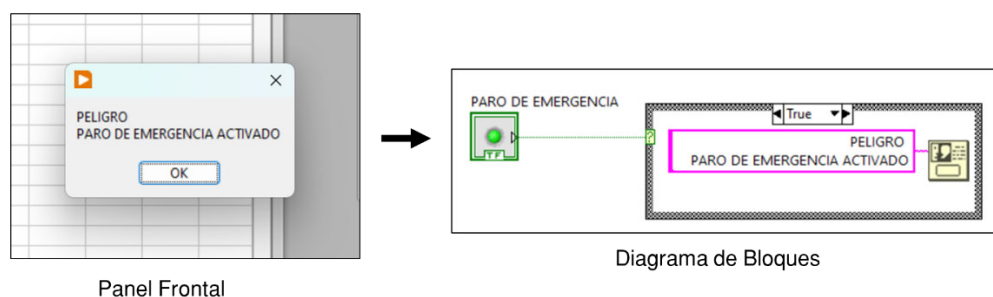 PELIGRO
PARO DE EMERGENCIA ACTIVADO
OK
Panel Frontal
PARO DE EMERGENCIA
TF
True
?
PELIGRO
PARO DE EMERGENCIA ACTIVADO
Diagrama de Bloques